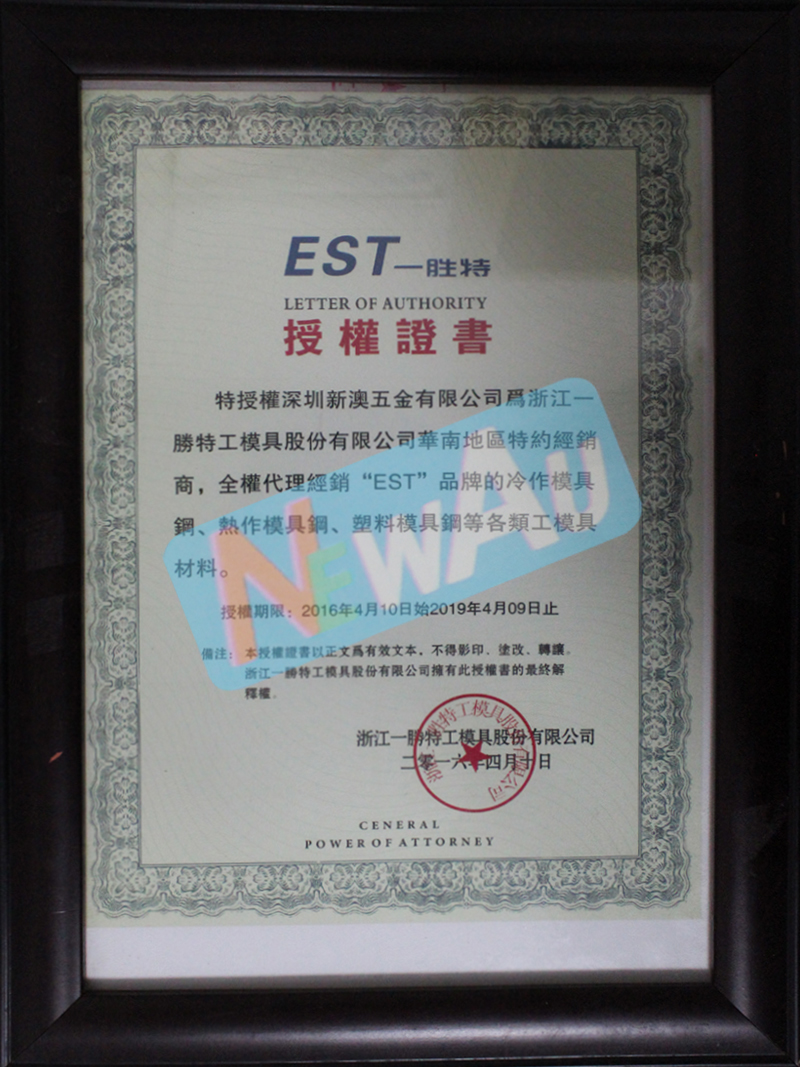 EST一胜特
LETTER OF AUTHORITY
授權證書
特授權深圳新澳五金有限公司爲浙江一
勝特工模具股份有限公司華南地區特約經銷
商，全權代理經銷“EST”品牌的冷作模具
鋼、熱作模具鋼、塑料模具鋼等各類工模具
材料。
NEWAU
授權期限：2016年4月10日始2019年4月09日止
備注：本授權證書以正文爲有效文本，不得影印、塗改、轉讓。
浙江一勝特工模具股份有限公司擁有此授權書的最終解
釋權。
浙江一勝特工模具股份有限公司
二零一六年四月十日
CENERAL
POWER OF ATTORNEY